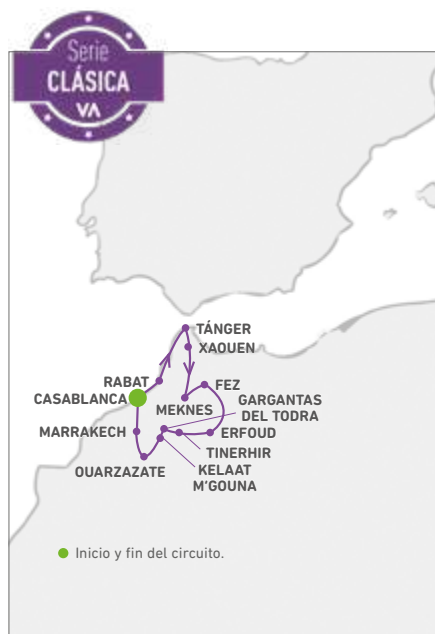 Serie
CLÁSICA
VA
TÁNGER
XAOUEN
RABAT
FEZ
CASABLANCA
MEKNES
GARGANTAS
DEL TODRA
MARRAKECH
ERFOUD
TINERHIR
OUARZAZATE
KELAAT
M'GOUNA
Inicio y fin del circuito.